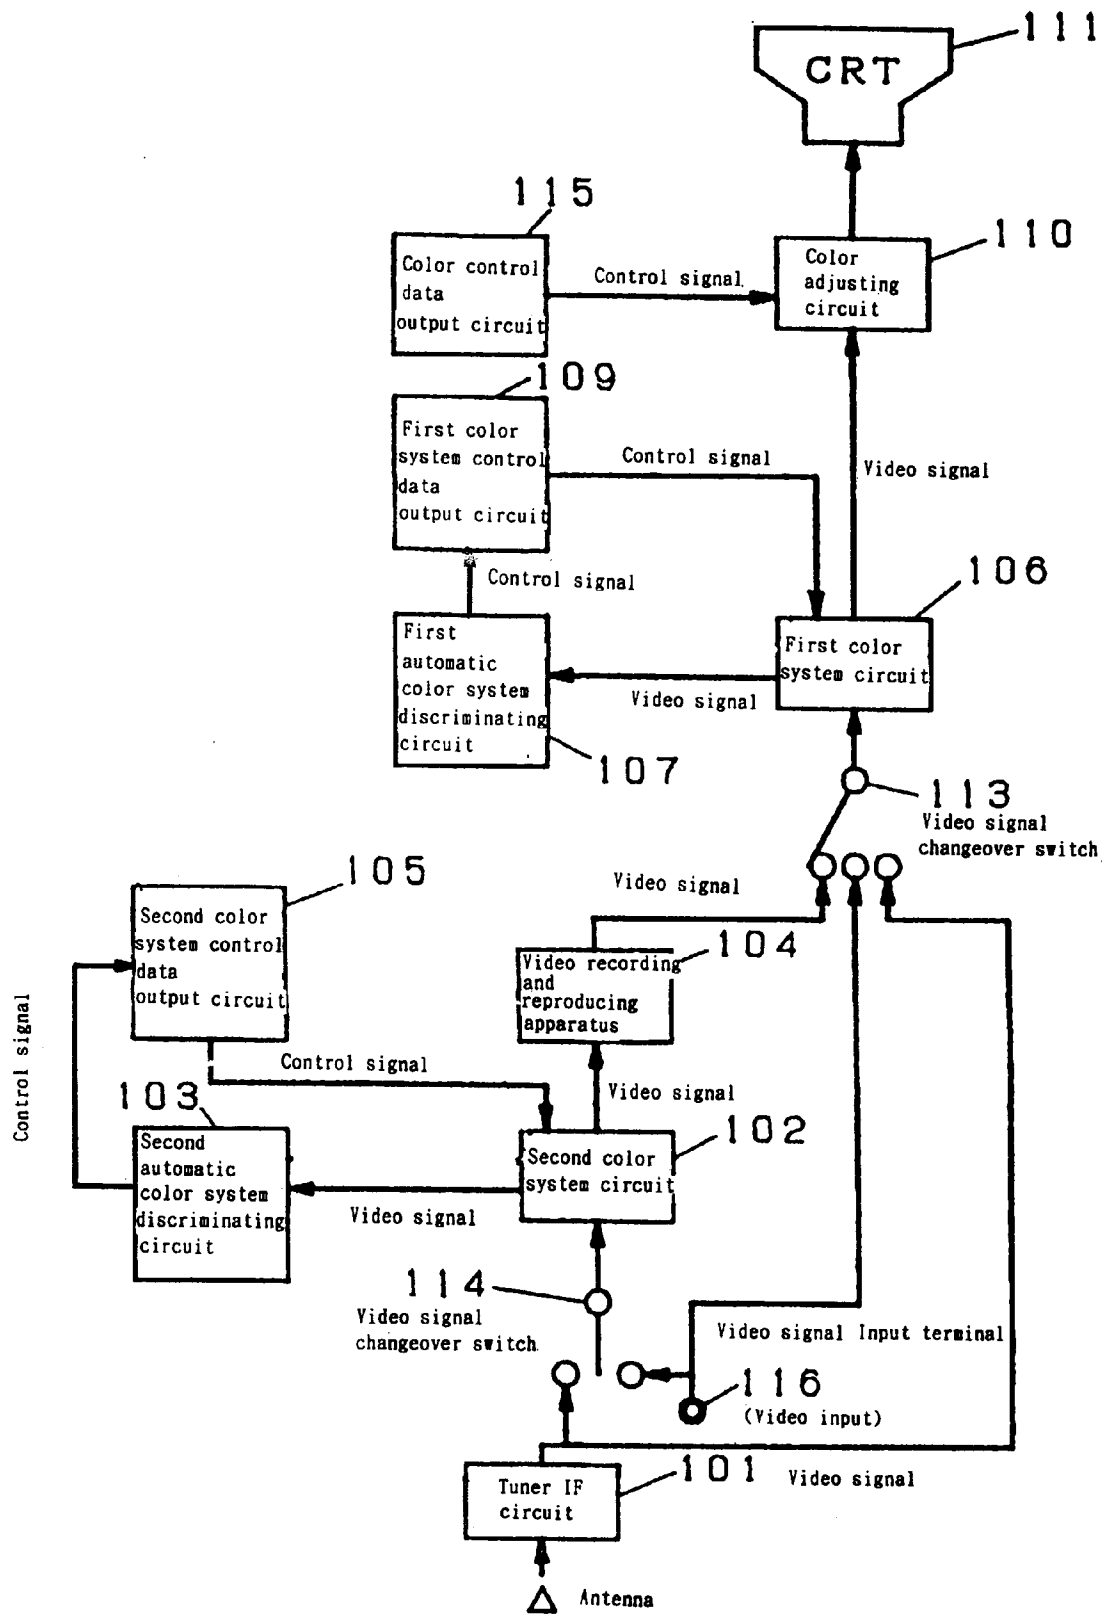 111
CRT
115
110
Color control
data
output circuit
Control signal
Color
adjusting
circuit
109
First color
system control
data
output circuit
Control signal
Video signal
Control signal
106
First
automatic
color system
discriminating
circuit
First color
system circuit
Video signal
107
113
Video signal
changeover switch
105
Video signal
Second color
system control
data
output circuit
104
Video recording
and
reproducing
apparatus
Control signal
Control signal
103
Video signal
102
Second
automatic
color system
discriminating
circuit
Second color
system circuit
Video signal
114
Video signal
changeover switch
Video signal Input terminal
116
(Video input)
101
Video signal
Tuner IF
circuit
Antenna